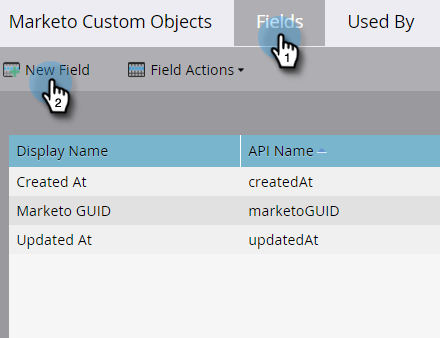 Marketo Custom Objects Fields Used By
1
New Field Field Actions
2
Display Name API Name
Created At createdAt
Marketo GUID marketoGUID
Updated At updatedAt